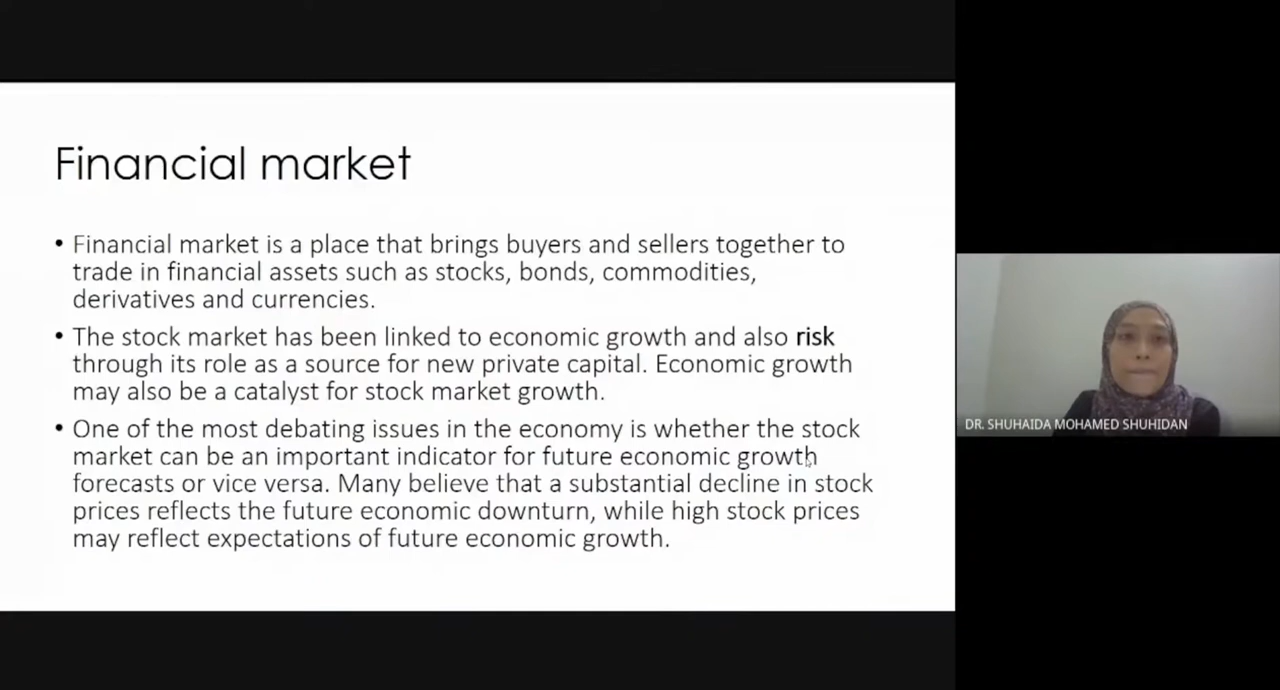 Financial market
• Financial market is a place that brings buyers and sellers together to
trade in financial assets such as stocks, bonds, commodities,
derivatives and currencies.
• The stock market has been linked to economic growth and also risk
through its role as a source for new private capital. Economic growth
may also be a catalyst for stock market growth.
• One of the most debating issues in the economy is whether the stock
market can be an important indicator for future economic growth
forecasts or vice versa. Many believe that a substantial decline in stock
prices reflects the future economic downturn, while high stock prices
may reflect expectations of future economic growth.
DR. SHUHAIDA MOHAMED SHUHIDAN